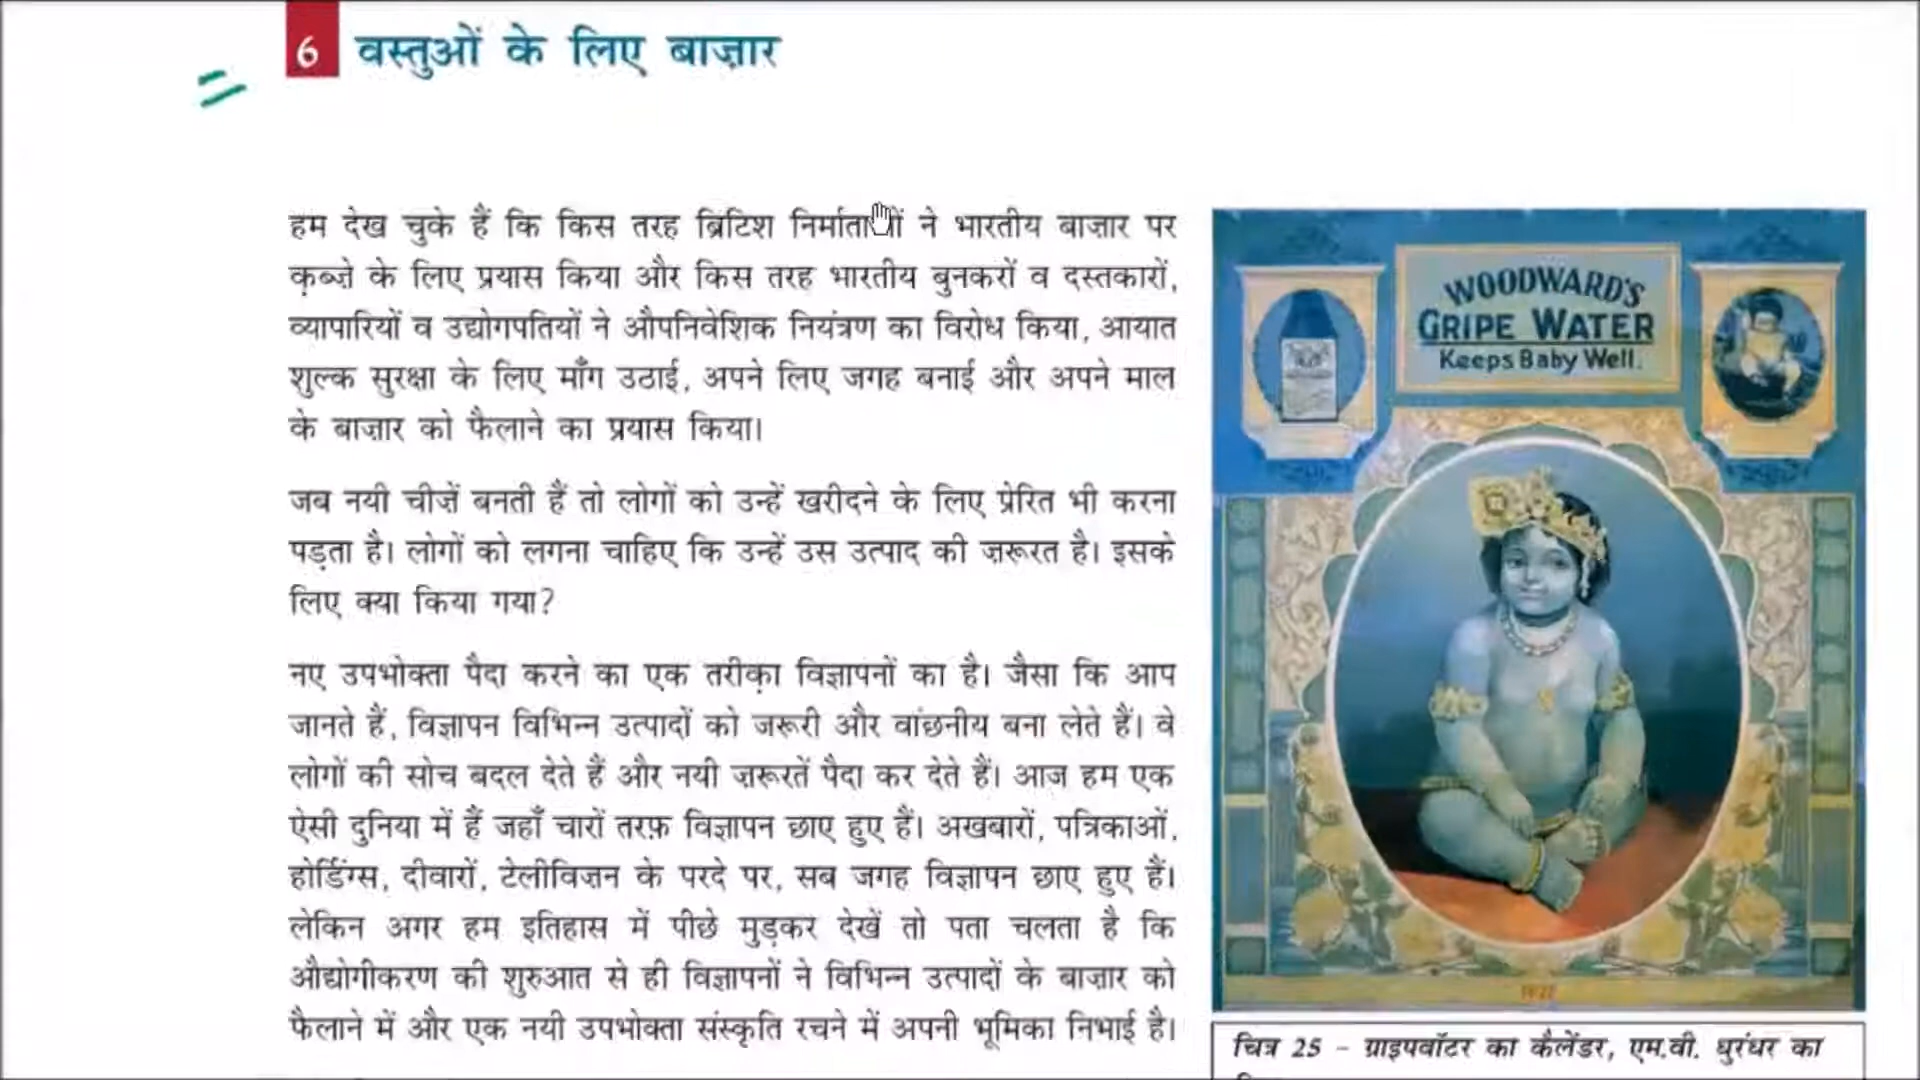 6 वस्तुओं के लिए बाज़ार
हम देख चुके हैं कि किस तरह ब्रिटिश निर्माताओं ने भारतीय बाज़ार पर
क़ब्ज़े के लिए प्रयास किया और किस तरह भारतीय बुनकरों व दस्तकारों,
व्यापारियों व उद्योगपतियों ने औपनिवेशिक नियंत्रण का विरोध किया, आयात
शुल्क सुरक्षा के लिए माँग उठाई, अपने लिए जगह बनाई और अपने माल
के बाज़ार को फैलाने का प्रयास किया।
जब नयी चीज़ें बनती हैं तो लोगों को उन्हें खरीदने के लिए प्रेरित भी करना
पड़ता है। लोगों को लगना चाहिए कि उन्हें उस उत्पाद की ज़रूरत है। इसके
लिए क्या किया गया?
नए उपभोक्ता पैदा करने का एक तरीक़ा विज्ञापनों का है। जैसा कि आप
जानते हैं, विज्ञापन विभिन्न उत्पादों को जरूरी और वांछनीय बना लेते हैं। वे
लोगों की सोच बदल देते हैं और नयी ज़रूरतें पैदा कर देते हैं। आज हम एक
ऐसी दुनिया में हैं जहाँ चारों तरफ़ विज्ञापन छाए हुए हैं। अखबारों, पत्रिकाओं,
होर्डिंग्स, दीवारों, टेलीविज़न के परदे पर, सब जगह विज्ञापन छाए हुए हैं।
लेकिन अगर हम इतिहास में पीछे मुड़कर देखें तो पता चलता है कि
औद्योगीकरण की शुरुआत से ही विज्ञापनों ने विभिन्न उत्पादों के बाज़ार को
फैलाने में और एक नयी उपभोक्ता संस्कृति रचने में अपनी भूमिका निभाई है।
WOODWARD'S
GRIPE WATER
Keeps Baby Well.
चित्र 25 – ग्राइपवॉटर का कैलेंडर, एम.वी. धुरंधर का